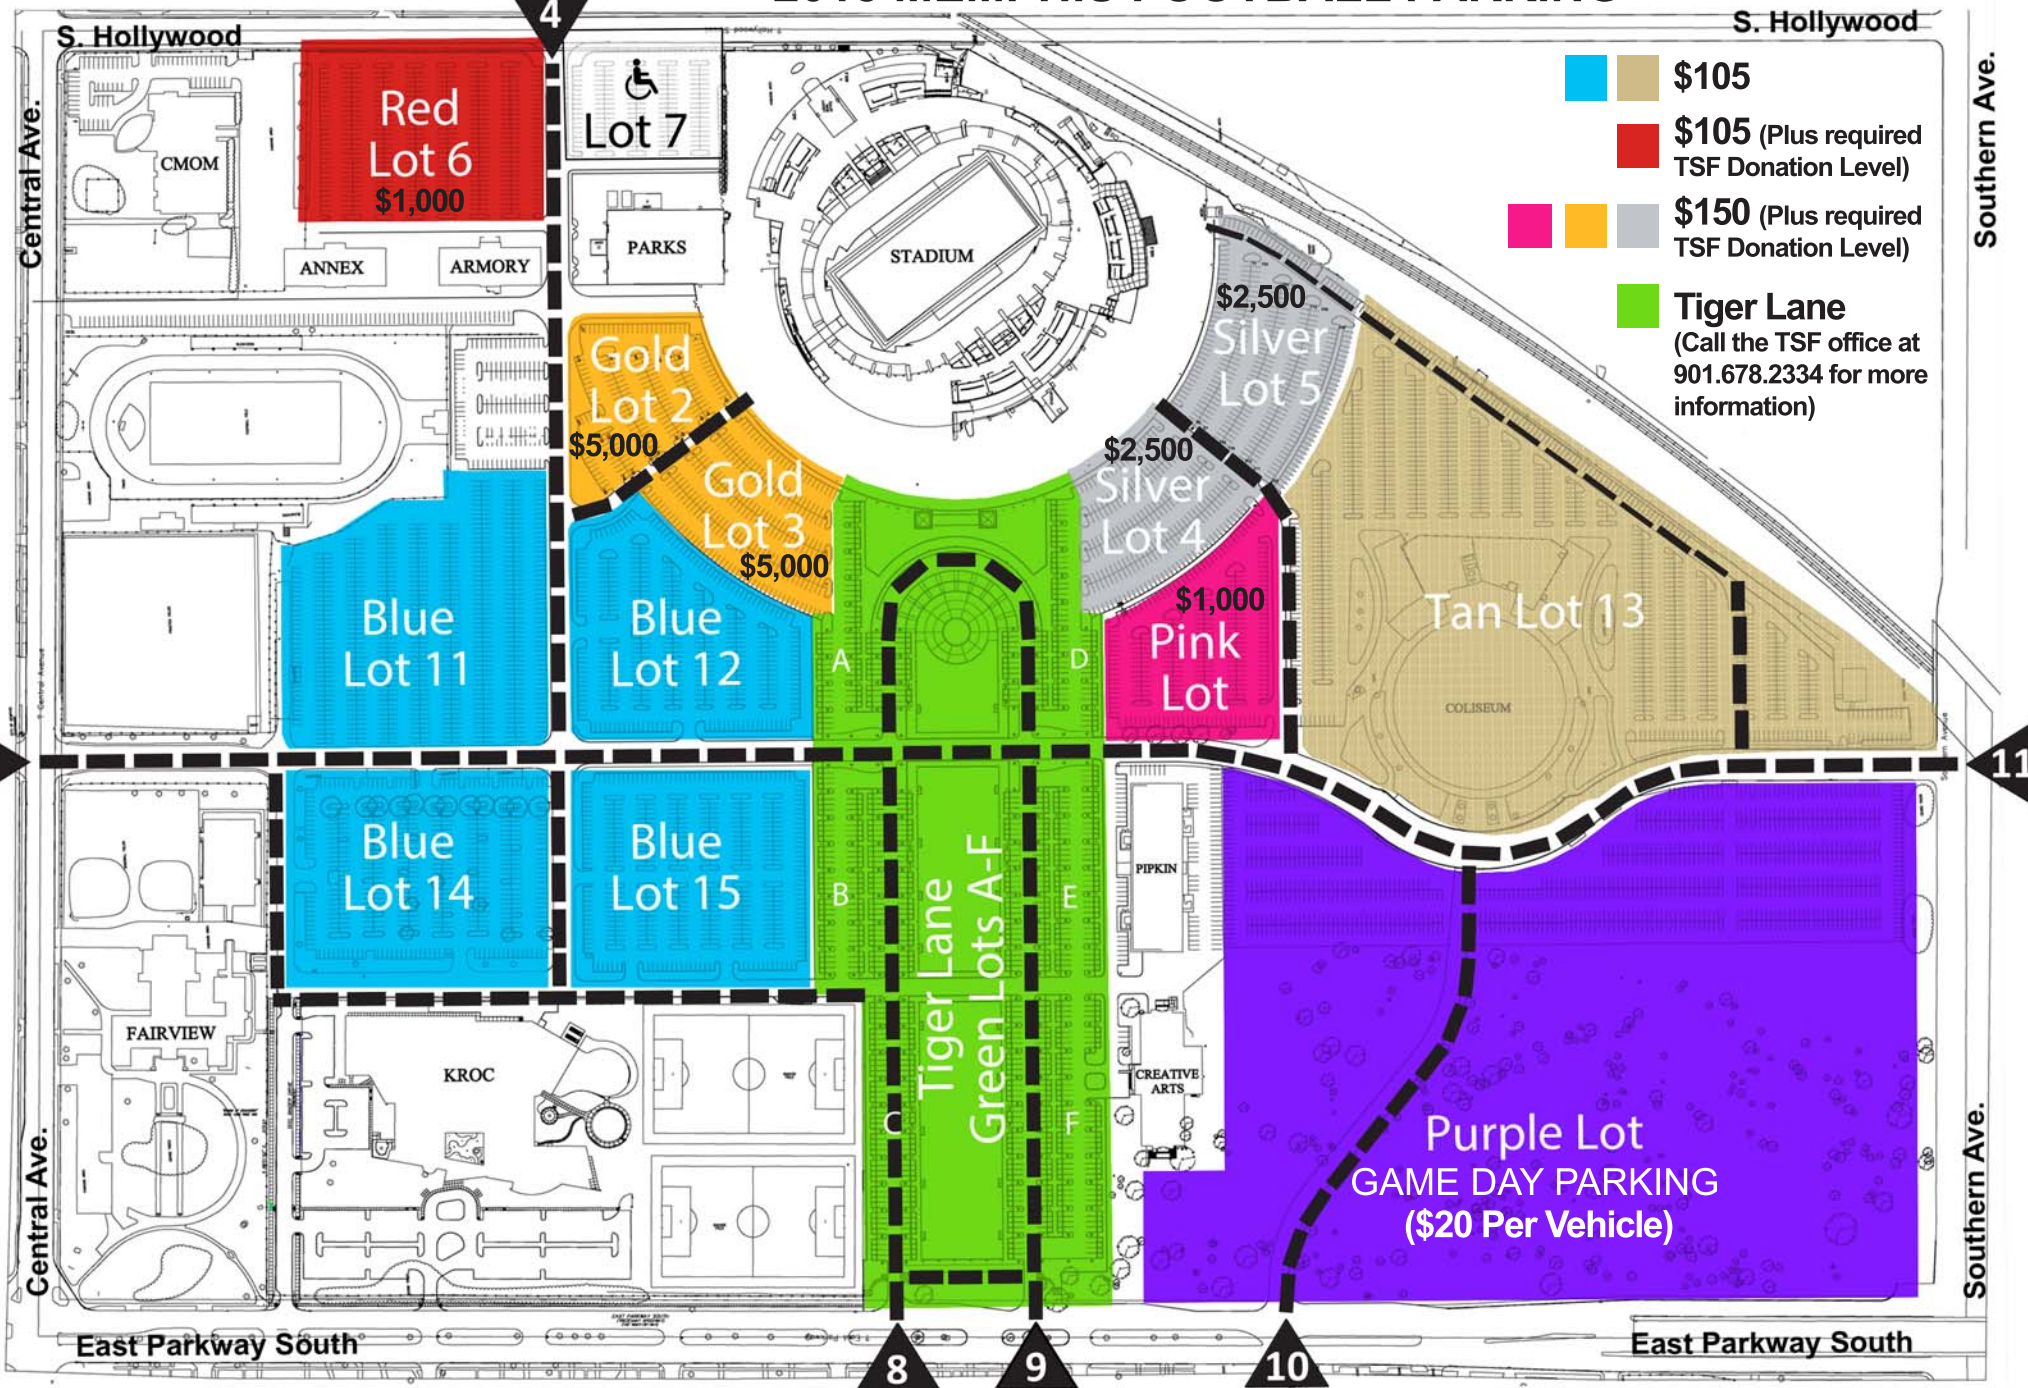 4
S. Hollywood
S. Hollywood
Central Ave.
Southern Ave.
Red
Lot 6
$1,000
Lot 7
CMOM
ANNEX
ARMORY
PARKS
STADIUM
$105
$105 (Plus required
TSF Donation Level)
$150 (Plus required
TSF Donation Level)
Tiger Lane
(Call the TSF office at
901.678.2334 for more
information)
Gold
Lot 2
$5,000
Gold
Lot 3
$5,000
$2,500
Silver
Lot 5
$2,500
Silver
Lot 4
$1,000
Pink
Lot
Blue
Lot 11
Blue
Lot 12
A
D
Tan Lot 13
COLISEUM
11
Blue
Lot 14
Blue
Lot 15
B
E
Tiger Lane
Green Lots A-F
C
F
PIPKIN
CREATIVE
ARTS
FAIRVIEW
KROC
Purple Lot
GAME DAY PARKING
($20 Per Vehicle)
Central Ave.
Southern Ave.
East Parkway South
East Parkway South
8
9
10